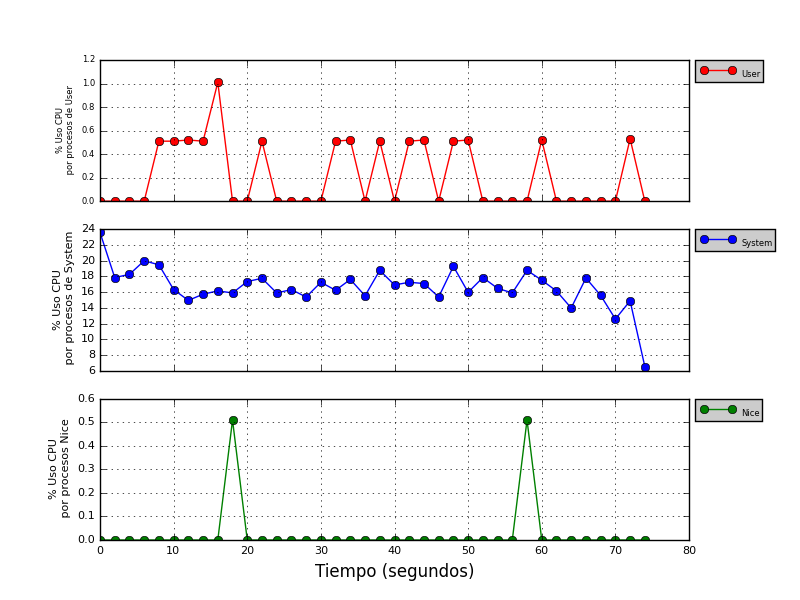 1.2
1.0
0.8
0.6
0.4
0.2
0.0
% Uso CPU
por procesos de User
User
24
22
20
18
16
14
12
10
8
6
% Uso CPU
por procesos de System
System
0.6
0.5
0.4
0.3
0.2
0.1
0.0
% Uso CPU
por procesos Nice
Nice
0 10 20 30 40 50 60 70 80
Tiempo (segundos)